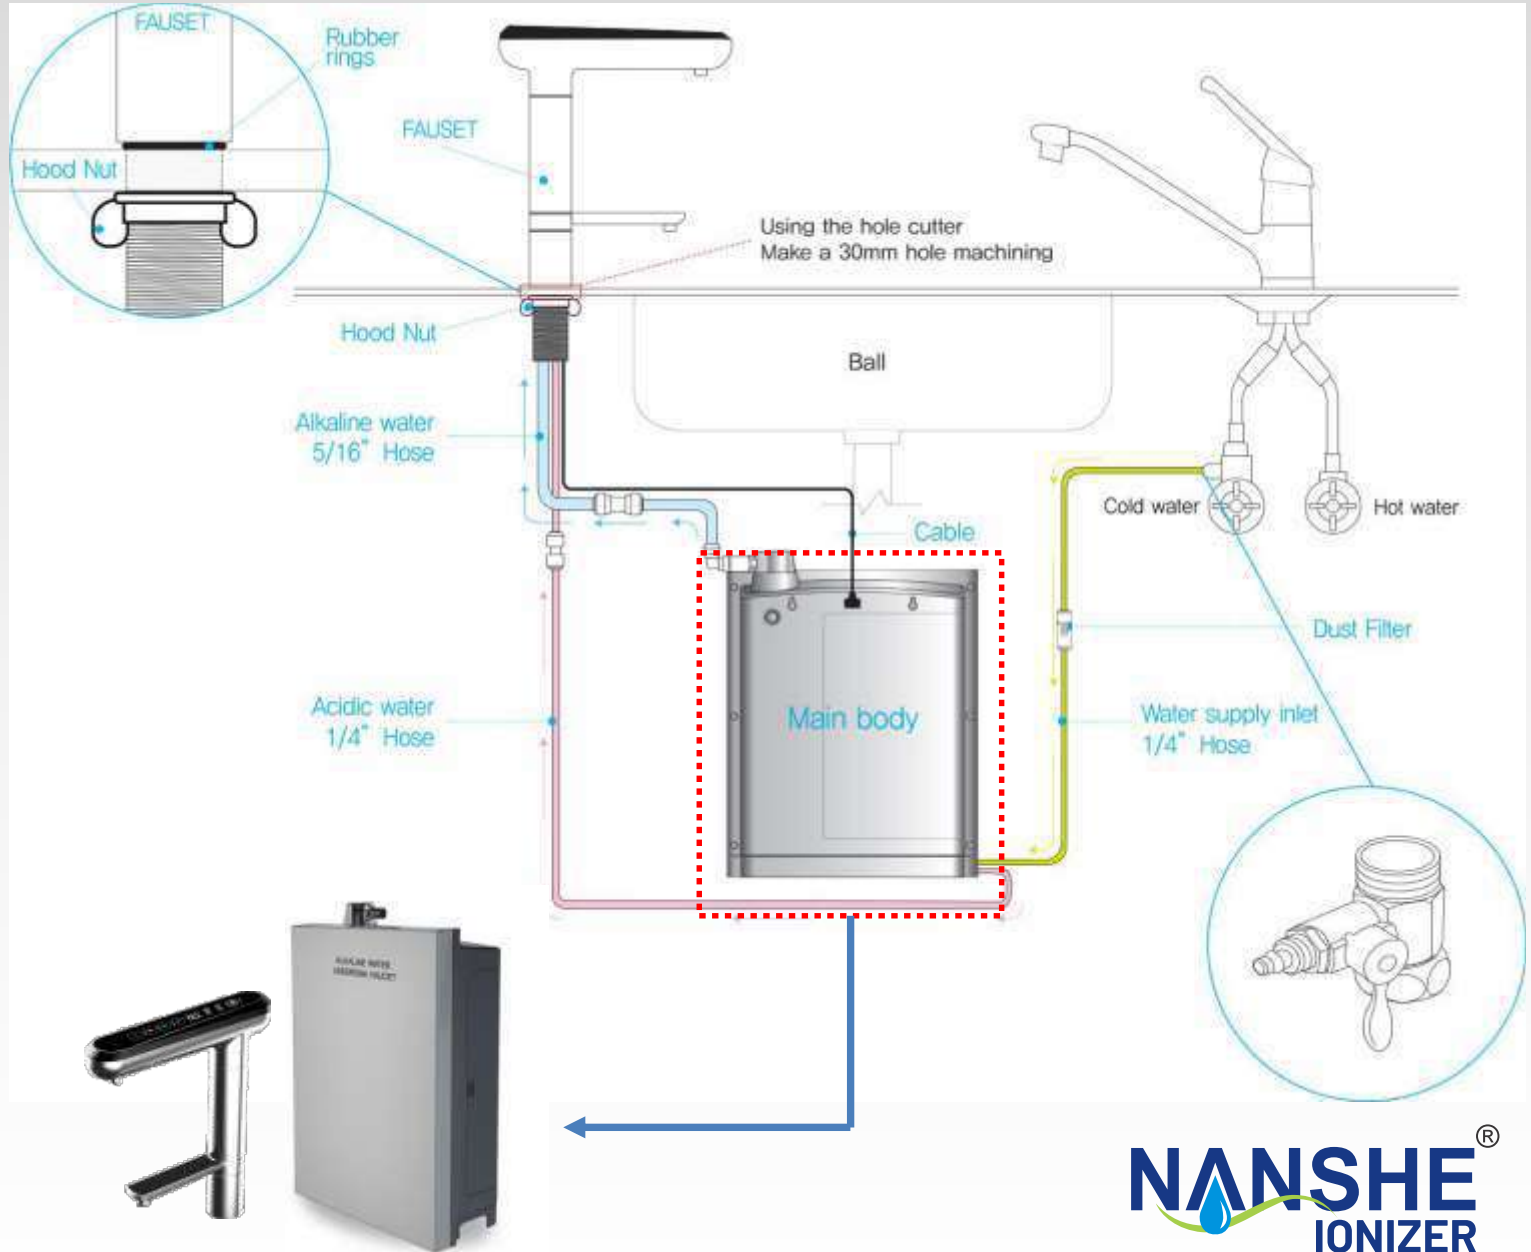 FAUSET
Rubber
rings
Hood Nut
FAUSET
Using the hole cutter
Make a 30mm hole machining
Hood Nut
Ball
Alkaline water
5/16" Hose
Cold water
Hot water
Cable
Dust Filter
Main body
Acidic water
1/4" Hose
Water supply inlet
1/4" Hose
ALKALINE WATER
NANSHE
®
IONIZER